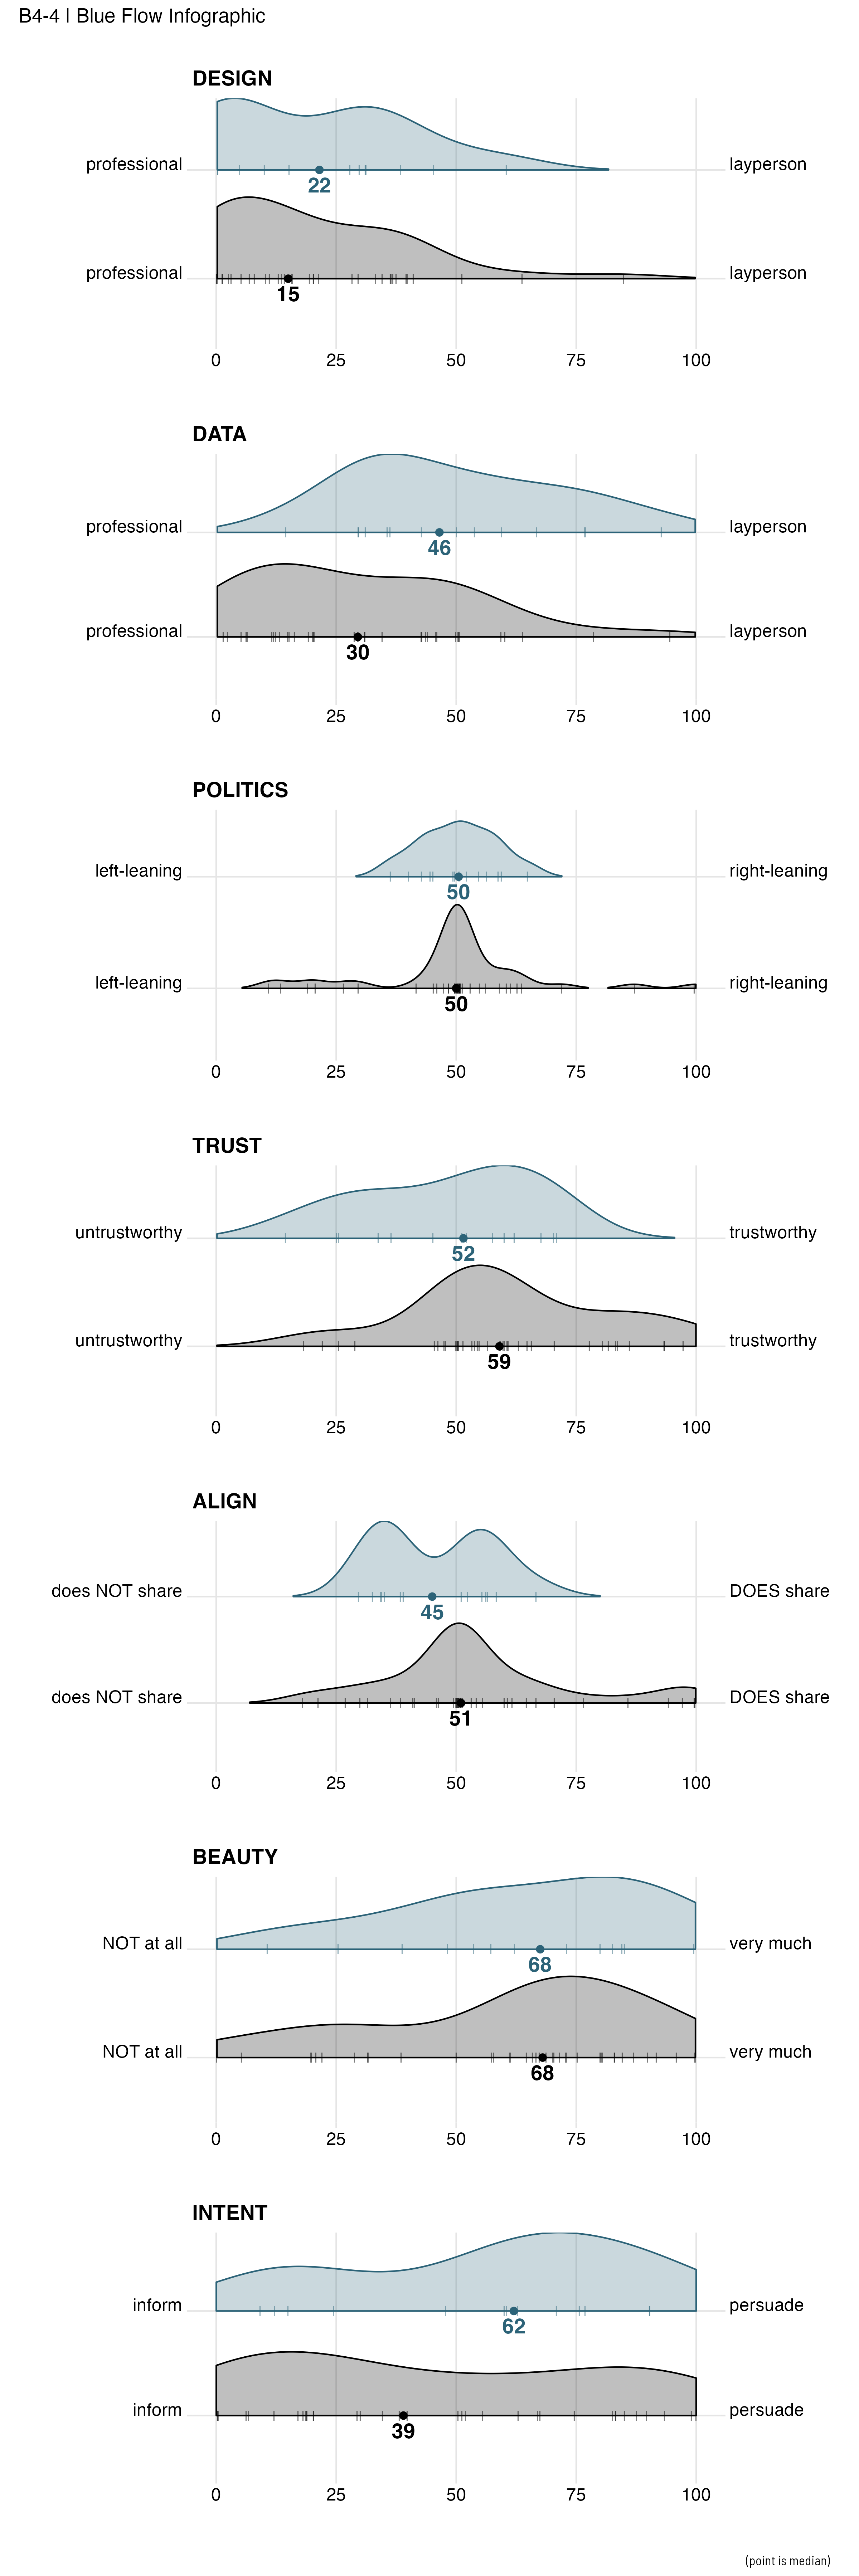 B4-4 | Blue Flow Infographic
DESIGN
professional layperson
22
professional layperson
15
0 25 50 75 100
DATA
professional layperson
46
professional layperson
30
0 25 50 75 100
POLITICS
left-leaning right-leaning
50
left-leaning right-leaning
50
0 25 50 75 100
TRUST
untrustworthy trustworthy
52
untrustworthy trustworthy
59
0 25 50 75 100
ALIGN
does NOT share DOES share
45
does NOT share DOES share
51
0 25 50 75 100
BEAUTY
NOT at all very much
68
NOT at all very much
68
0 25 50 75 100
INTENT
inform persuade
62
inform persuade
39
0 25 50 75 100
(point is median)